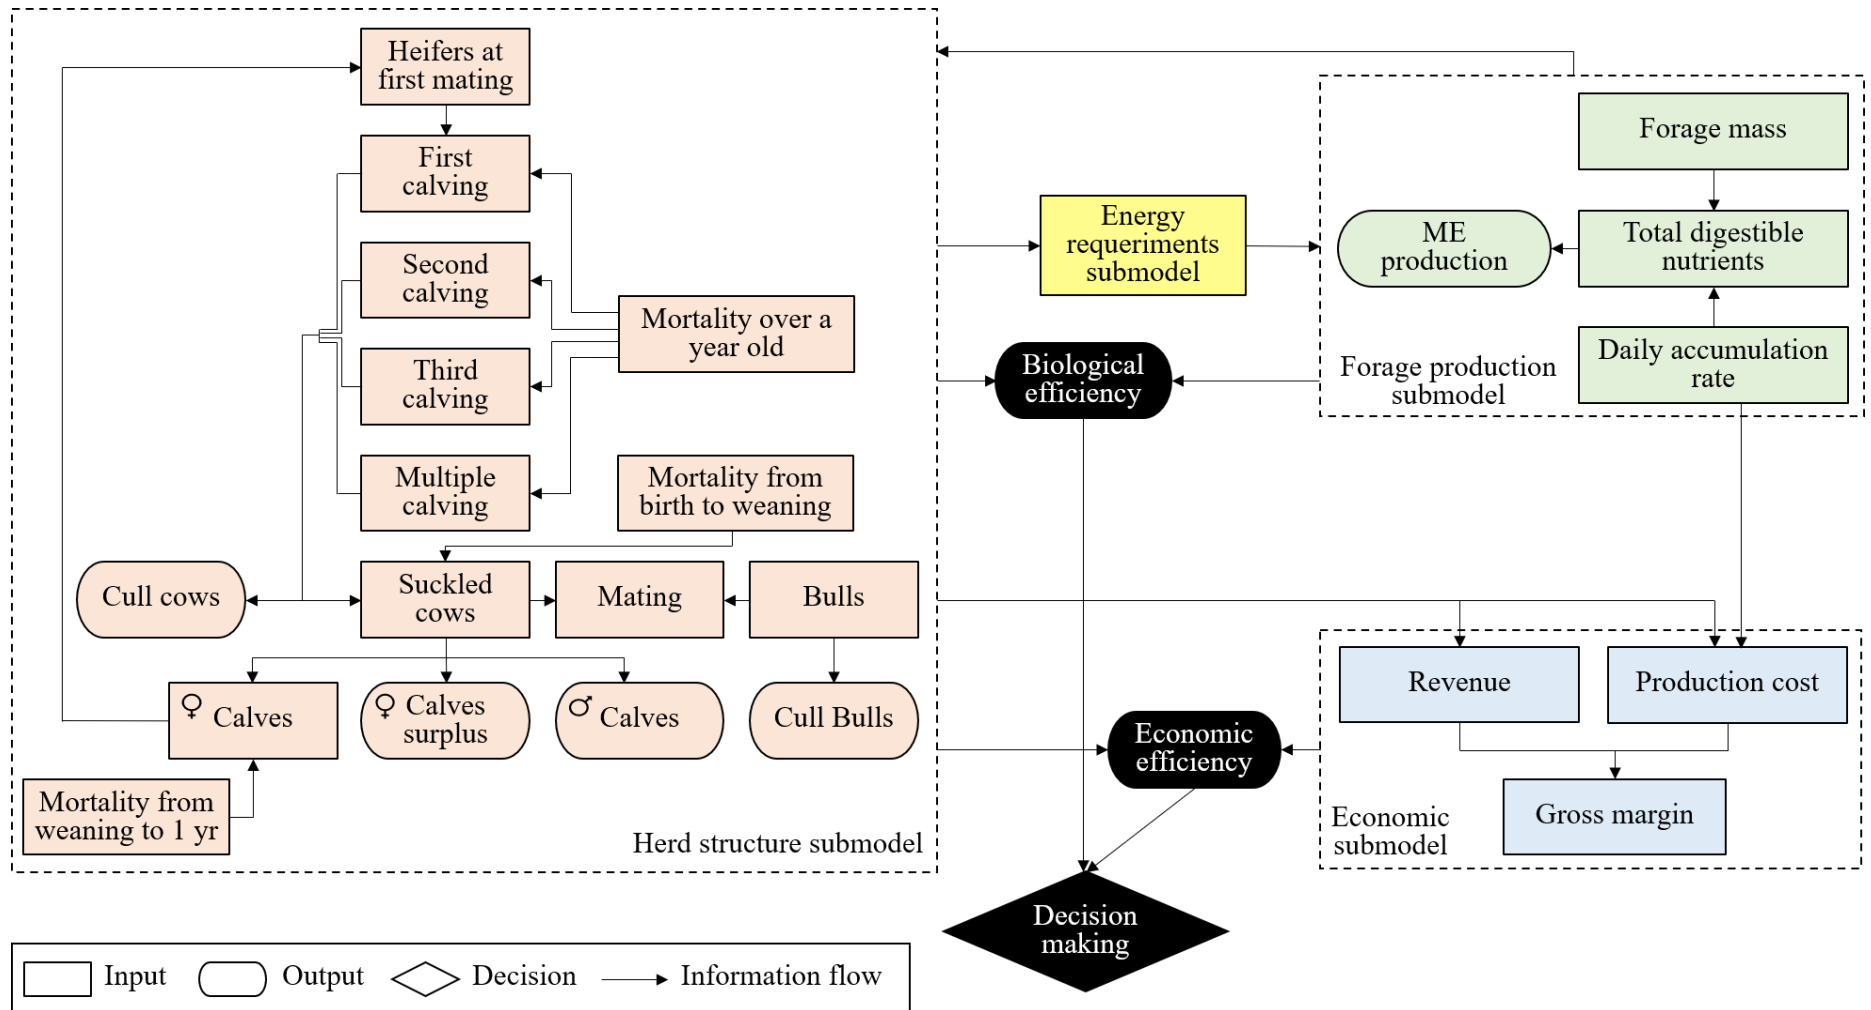 Heifers at
first mating
First
calving
Second
calving
Third
calving
Multiple
calving
Mortality over a
year old
Mortality from
birth to weaning
Cull cows
Suckled
cows
Mating
Bulls
♀ Calves
♀ Calves
surplus
♂ Calves
Cull Bulls
Mortality from
weaning to 1 yr
Herd structure submodel
Energy
requeriments
submodel
Biological
efficiency
Forage mass
ME
production
Total digestible
nutrients
Daily accumulation
rate
Forage production
submodel
Revenue
Production cost
Gross margin
Economic
submodel
Economic
efficiency
Decision
making
Input
Output
Decision
Information flow